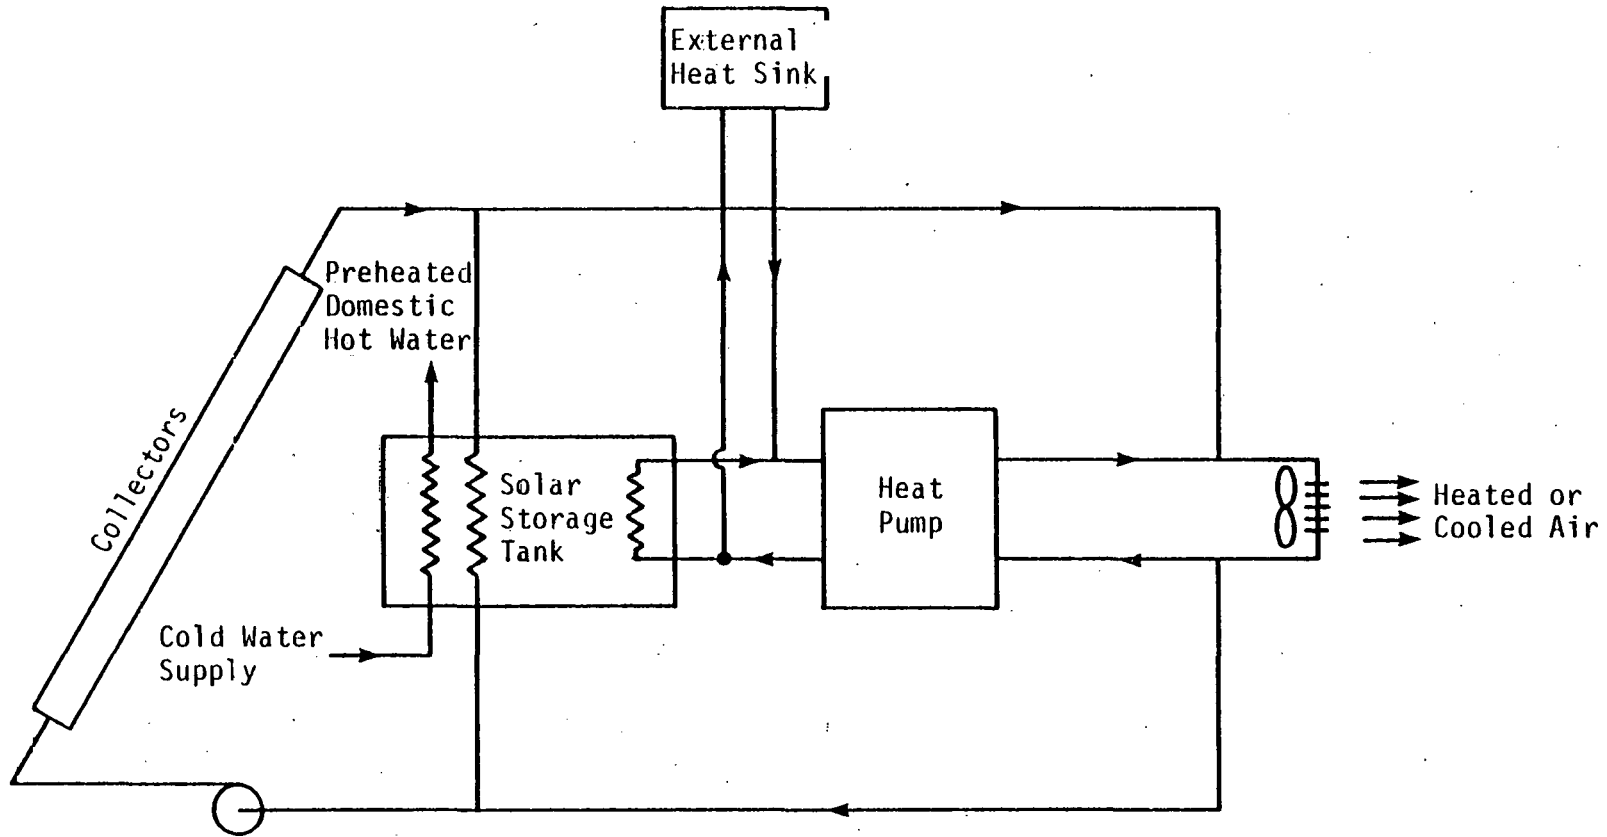 External
Heat Sink
Preheated
Domestic
Hot Water
Collectors
Solar
Storage
Tank
Heat
Pump
Heated or
Cooled Air
Cold Water
Supply